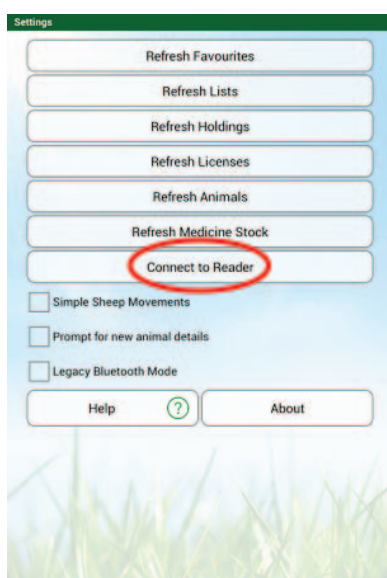 Settings
Refresh Favourites
Refresh Lists
Refresh Holdings
Refresh Licenses
Refresh Animals
Refresh Medicine Stock
Connect to Reader
Simple Sheep Movements
Prompt for new animal details
Legacy Bluetooth Mode
Help ? About